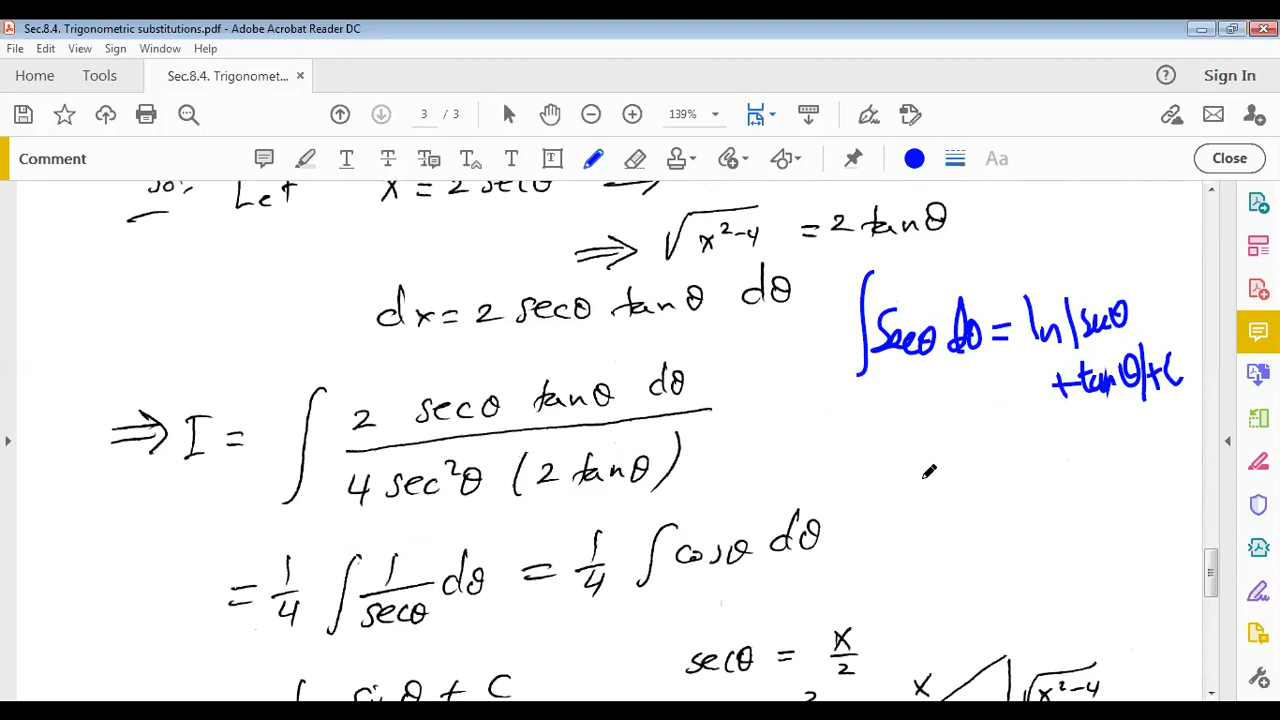 Sec.8.4. Trigonometric substitutions.pdf - Adobe Acrobat Reader DC
File Edit View Sign Window Help
Home Tools Sec.8.4. Trigonomet... × Sign In
3 / 3 139%
Comment Aa Close
Let x = 2 secθ ⟹
⟹ √(x²-4) = 2 tanθ
dx = 2 secθ tanθ dθ
∫ secθ dθ = ln|secθ
+ tanθ| + C
⟹ I = ∫ (2 secθ tanθ dθ) / (4 sec²θ (2 tanθ))
= 1/4 ∫ 1/secθ dθ = 1/4 ∫ cosθ dθ
secθ = x/2
sinθ + C
x √(x²-4)